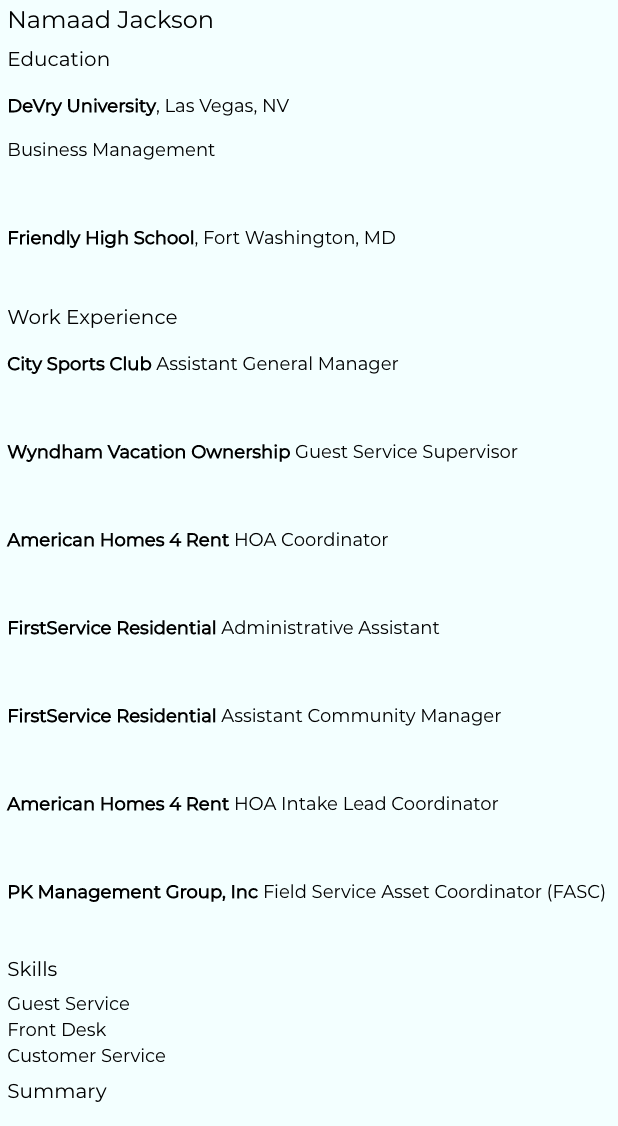 Namaad Jackson
Education
DeVry University, Las Vegas, NV
Business Management
Friendly High School, Fort Washington, MD
Work Experience
City Sports Club Assistant General Manager
Wyndham Vacation Ownership Guest Service Supervisor
American Homes 4 Rent HOA Coordinator
FirstService Residential Administrative Assistant
FirstService Residential Assistant Community Manager
American Homes 4 Rent HOA Intake Lead Coordinator
PK Management Group, Inc Field Service Asset Coordinator (FASC)
Skills
Guest Service
Front Desk
Customer Service
Summary